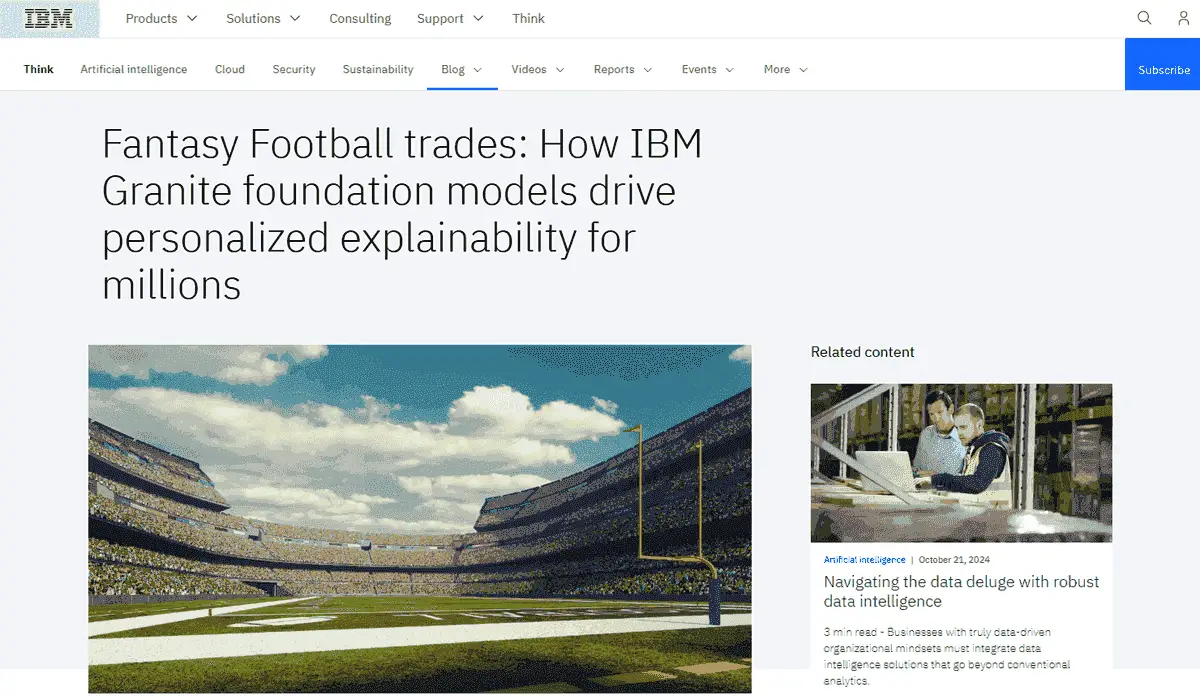 IBM
Products Solutions Consulting Support Think
Think Artificial intelligence Cloud Security Sustainability Blog Videos Reports Events More
Subscribe
Fantasy Football trades: How IBM
Granite foundation models drive
personalized explainability for
millions
Related content
Artificial intelligence | October 21, 2024
Navigating the data deluge with robust
data intelligence
3 min read - Businesses with truly data-driven
organizational mindsets must integrate data
intelligence solutions that go beyond conventional
analytics.